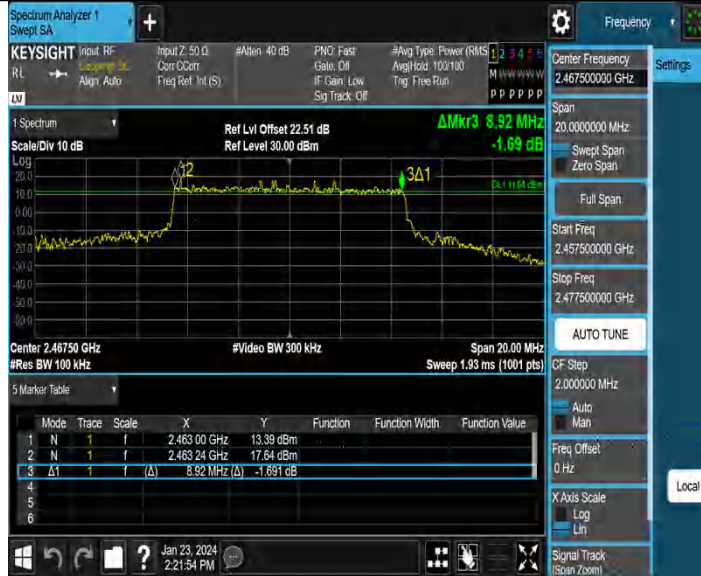 Spectrum Analyzer 1
Swept SA
+
Frequency
KEYSIGHT Input: RF
RL
Align: Auto
Input Z: 50 Ω
Corr CCorr
Freq Ref: Int (S)
#Atten: 40 dB
PNO: Fast
Gate: Off
IF Gain: Low
Sig Track: Off
#Avg Type: Power (RMS
Avg|Hold: 100/100
Trig: Free Run
1 2 3 4 5 6
M W W W W W
P P P P P P
LXI
1 Spectrum
Scale/Div 10 dB
Ref Lvl Offset 22.51 dB
Ref Level 30.00 dBm
ΔMkr3 8.92 MHz
-1.69 dB
Log
20.0
10.0
0.00
-10.0
-20.0
-30.0
-40.0
-50.0
-60.0
2
3Δ1
DL1 11.64 dBm
Center 2.46750 GHz
#Res BW 100 kHz
#Video BW 300 kHz
Span 20.00 MHz
Sweep 1.93 ms (1001 pts)
5 Marker Table
Mode Trace Scale X Y Function Function Width Function Value
1 N 1 f 2.463 00 GHz 13.39 dBm
2 N 1 f 2.463 24 GHz 17.64 dBm
3 Δ1 1 f (Δ) 8.92 MHz (Δ) -1.691 dB
4
5
6
?
Jan 23, 2024
2:21:54 PM
Center Frequency
2.467500000 GHz
Settings
Span
20.0000000 MHz
Swept Span
Zero Span
Full Span
Start Freq
2.457500000 GHz
Stop Freq
2.477500000 GHz
AUTO TUNE
CF Step
2.000000 MHz
Auto
Man
Freq Offset
0 Hz
X Axis Scale
Log
Lin
Local
Signal Track
(Span Zoom)